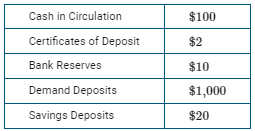 Cash in Circulation $100
Certificates of Deposit $2
Bank Reserves $10
Demand Deposits $1,000
Savings Deposits $20